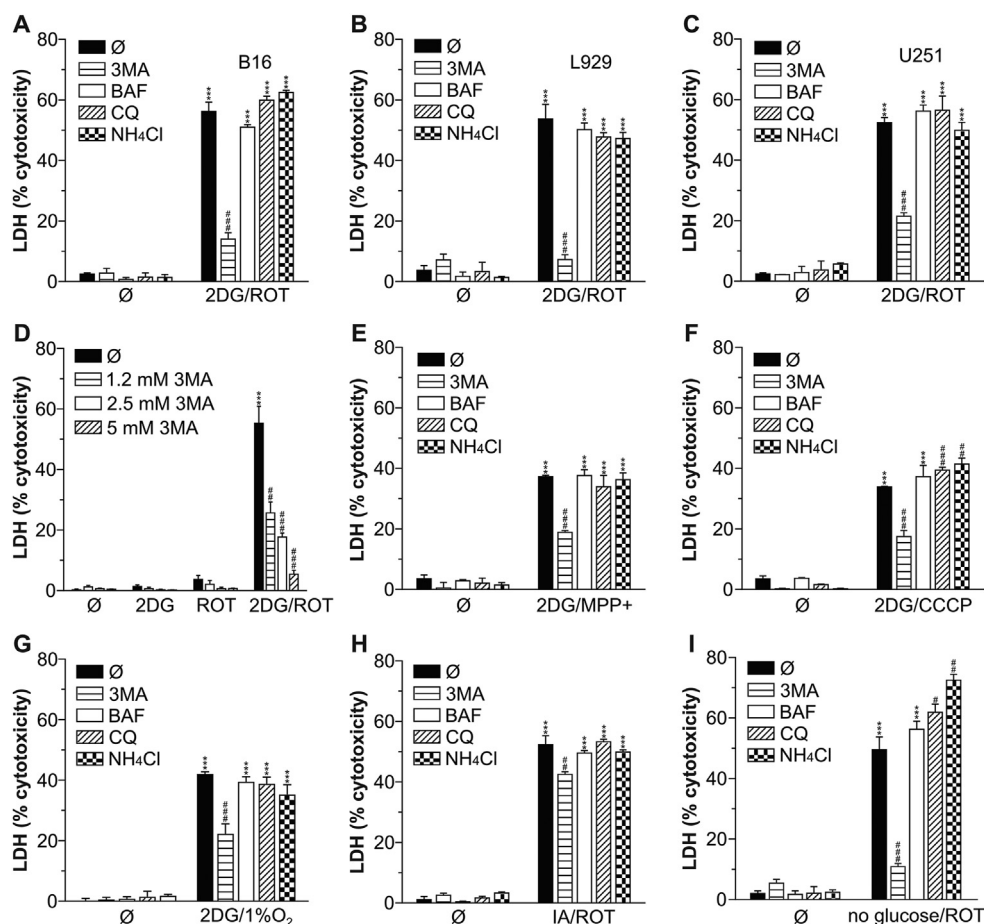 A
LDH (% cytotoxicity)
80
60
40
20
0
Ø
3MA
BAF
CQ
NH₄Cl
B16
***
###
***
***
***
Ø
2DG/ROT
B
LDH (% cytotoxicity)
80
60
40
20
0
Ø
3MA
BAF
CQ
NH₄Cl
L929
***
###
***
***
***
Ø
2DG/ROT
C
LDH (% cytotoxicity)
80
60
40
20
0
Ø
3MA
BAF
CQ
NH₄Cl
U251
***
###
***
***
***
Ø
2DG/ROT
D
LDH (% cytotoxicity)
80
60
40
20
0
Ø
1.2 mM 3MA
2.5 mM 3MA
5 mM 3MA
***
##
###
###
Ø
2DG
ROT
2DG/ROT
E
LDH (% cytotoxicity)
80
60
40
20
0
Ø
3MA
BAF
CQ
NH₄Cl
***
###
***
***
***
Ø
2DG/MPP+
F
LDH (% cytotoxicity)
80
60
40
20
0
Ø
3MA
BAF
CQ
NH₄Cl
***
###
***
###
##
Ø
2DG/CCCP
G
LDH (% cytotoxicity)
80
60
40
20
0
Ø
3MA
BAF
CQ
NH₄Cl
***
###
***
***
***
Ø
2DG/1%O₂
H
LDH (% cytotoxicity)
80
60
40
20
0
Ø
3MA
BAF
CQ
NH₄Cl
***
##
***
***
***
Ø
IA/ROT
I
LDH (% cytotoxicity)
80
60
40
20
0
Ø
3MA
BAF
CQ
NH₄Cl
***
###
***
#
##
Ø
no glucose/ROT